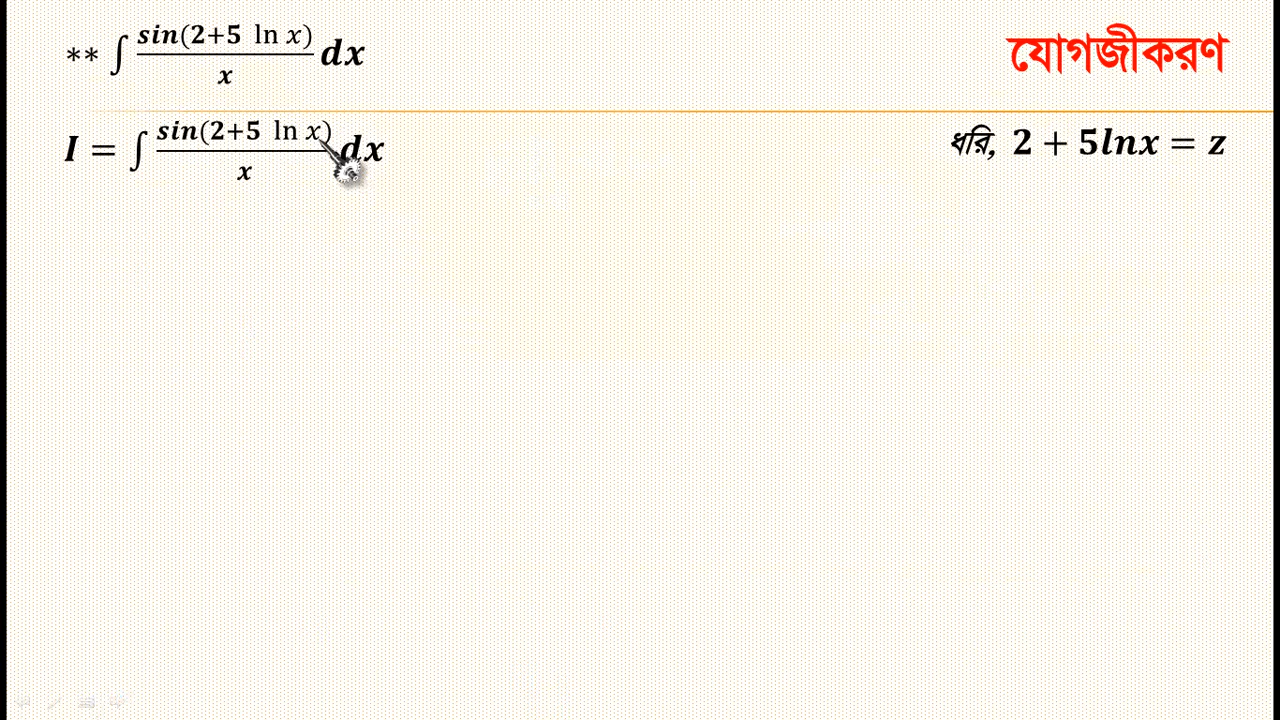 ** ∫ sin(2+5 ln x)/x dx
যোগজীকরণ
I = ∫ sin(2+5 ln x)/x dx
ধরি, 2 + 5lnx = z